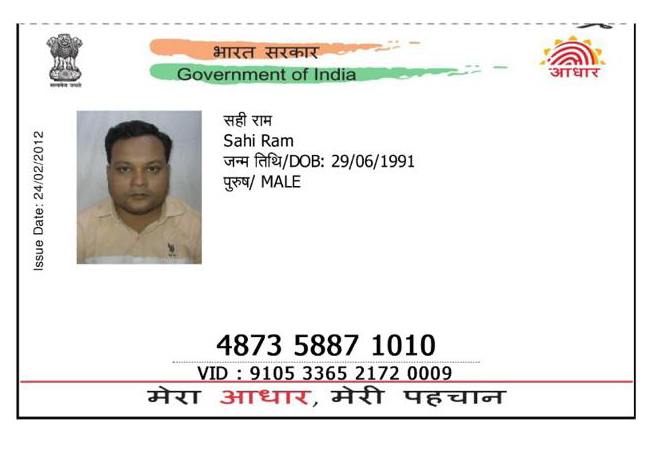 भारत सरकार
Government of India
सत्यमेव जयते
आधार
Issue Date: 24/02/2012
सही राम
Sahi Ram
जन्म तिथि/DOB: 29/06/1991
पुरुष/ MALE
4873 5887 1010
VID : 9105 3365 2172 0009
मेरा आधार, मेरी पहचान